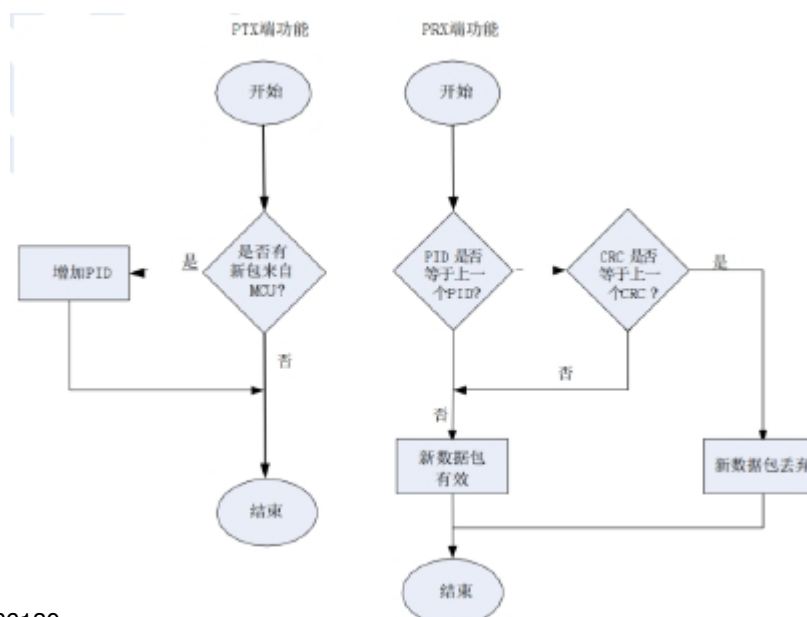 PTX端功能
PRX端功能
开始
开始
是否有
新包来自
MCU?
是
增加PID
否
结束
PID 是否
等于上一
个PID?
CRC 是否
等于上一
个CRC ?
是
否
否
新数据包
有效
新数据包丢弃
结束